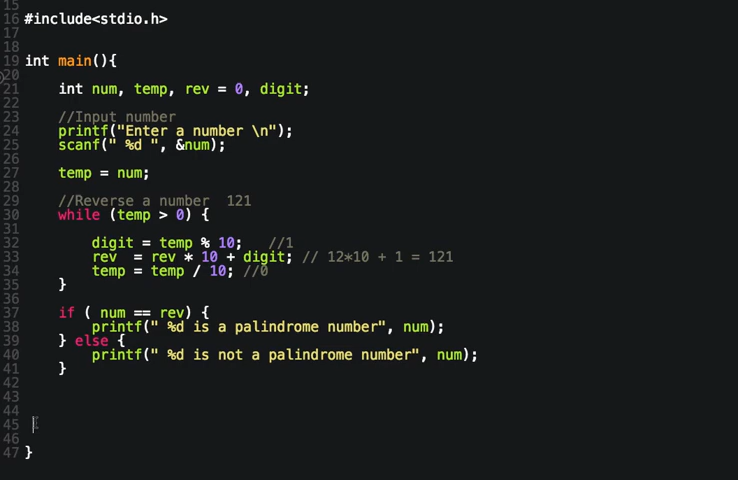 15
16 #include<stdio.h>
17
18
19 int main(){
20
21 int num, temp, rev = 0, digit;
22
23 //Input number
24 printf("Enter a number \n");
25 scanf(" %d ", &num);
26
27 temp = num;
28
29 //Reverse a number  121
30 while (temp > 0) {
31
32 digit = temp % 10;   //1
33 rev  = rev * 10 + digit; // 12*10 + 1 = 121
34 temp = temp / 10; //0
35 }
36
37 if ( num == rev) {
38 printf(" %d is a palindrome number", num);
39 } else {
40 printf(" %d is not a palindrome number", num);
41 }
42
43
44
45
46
47 }